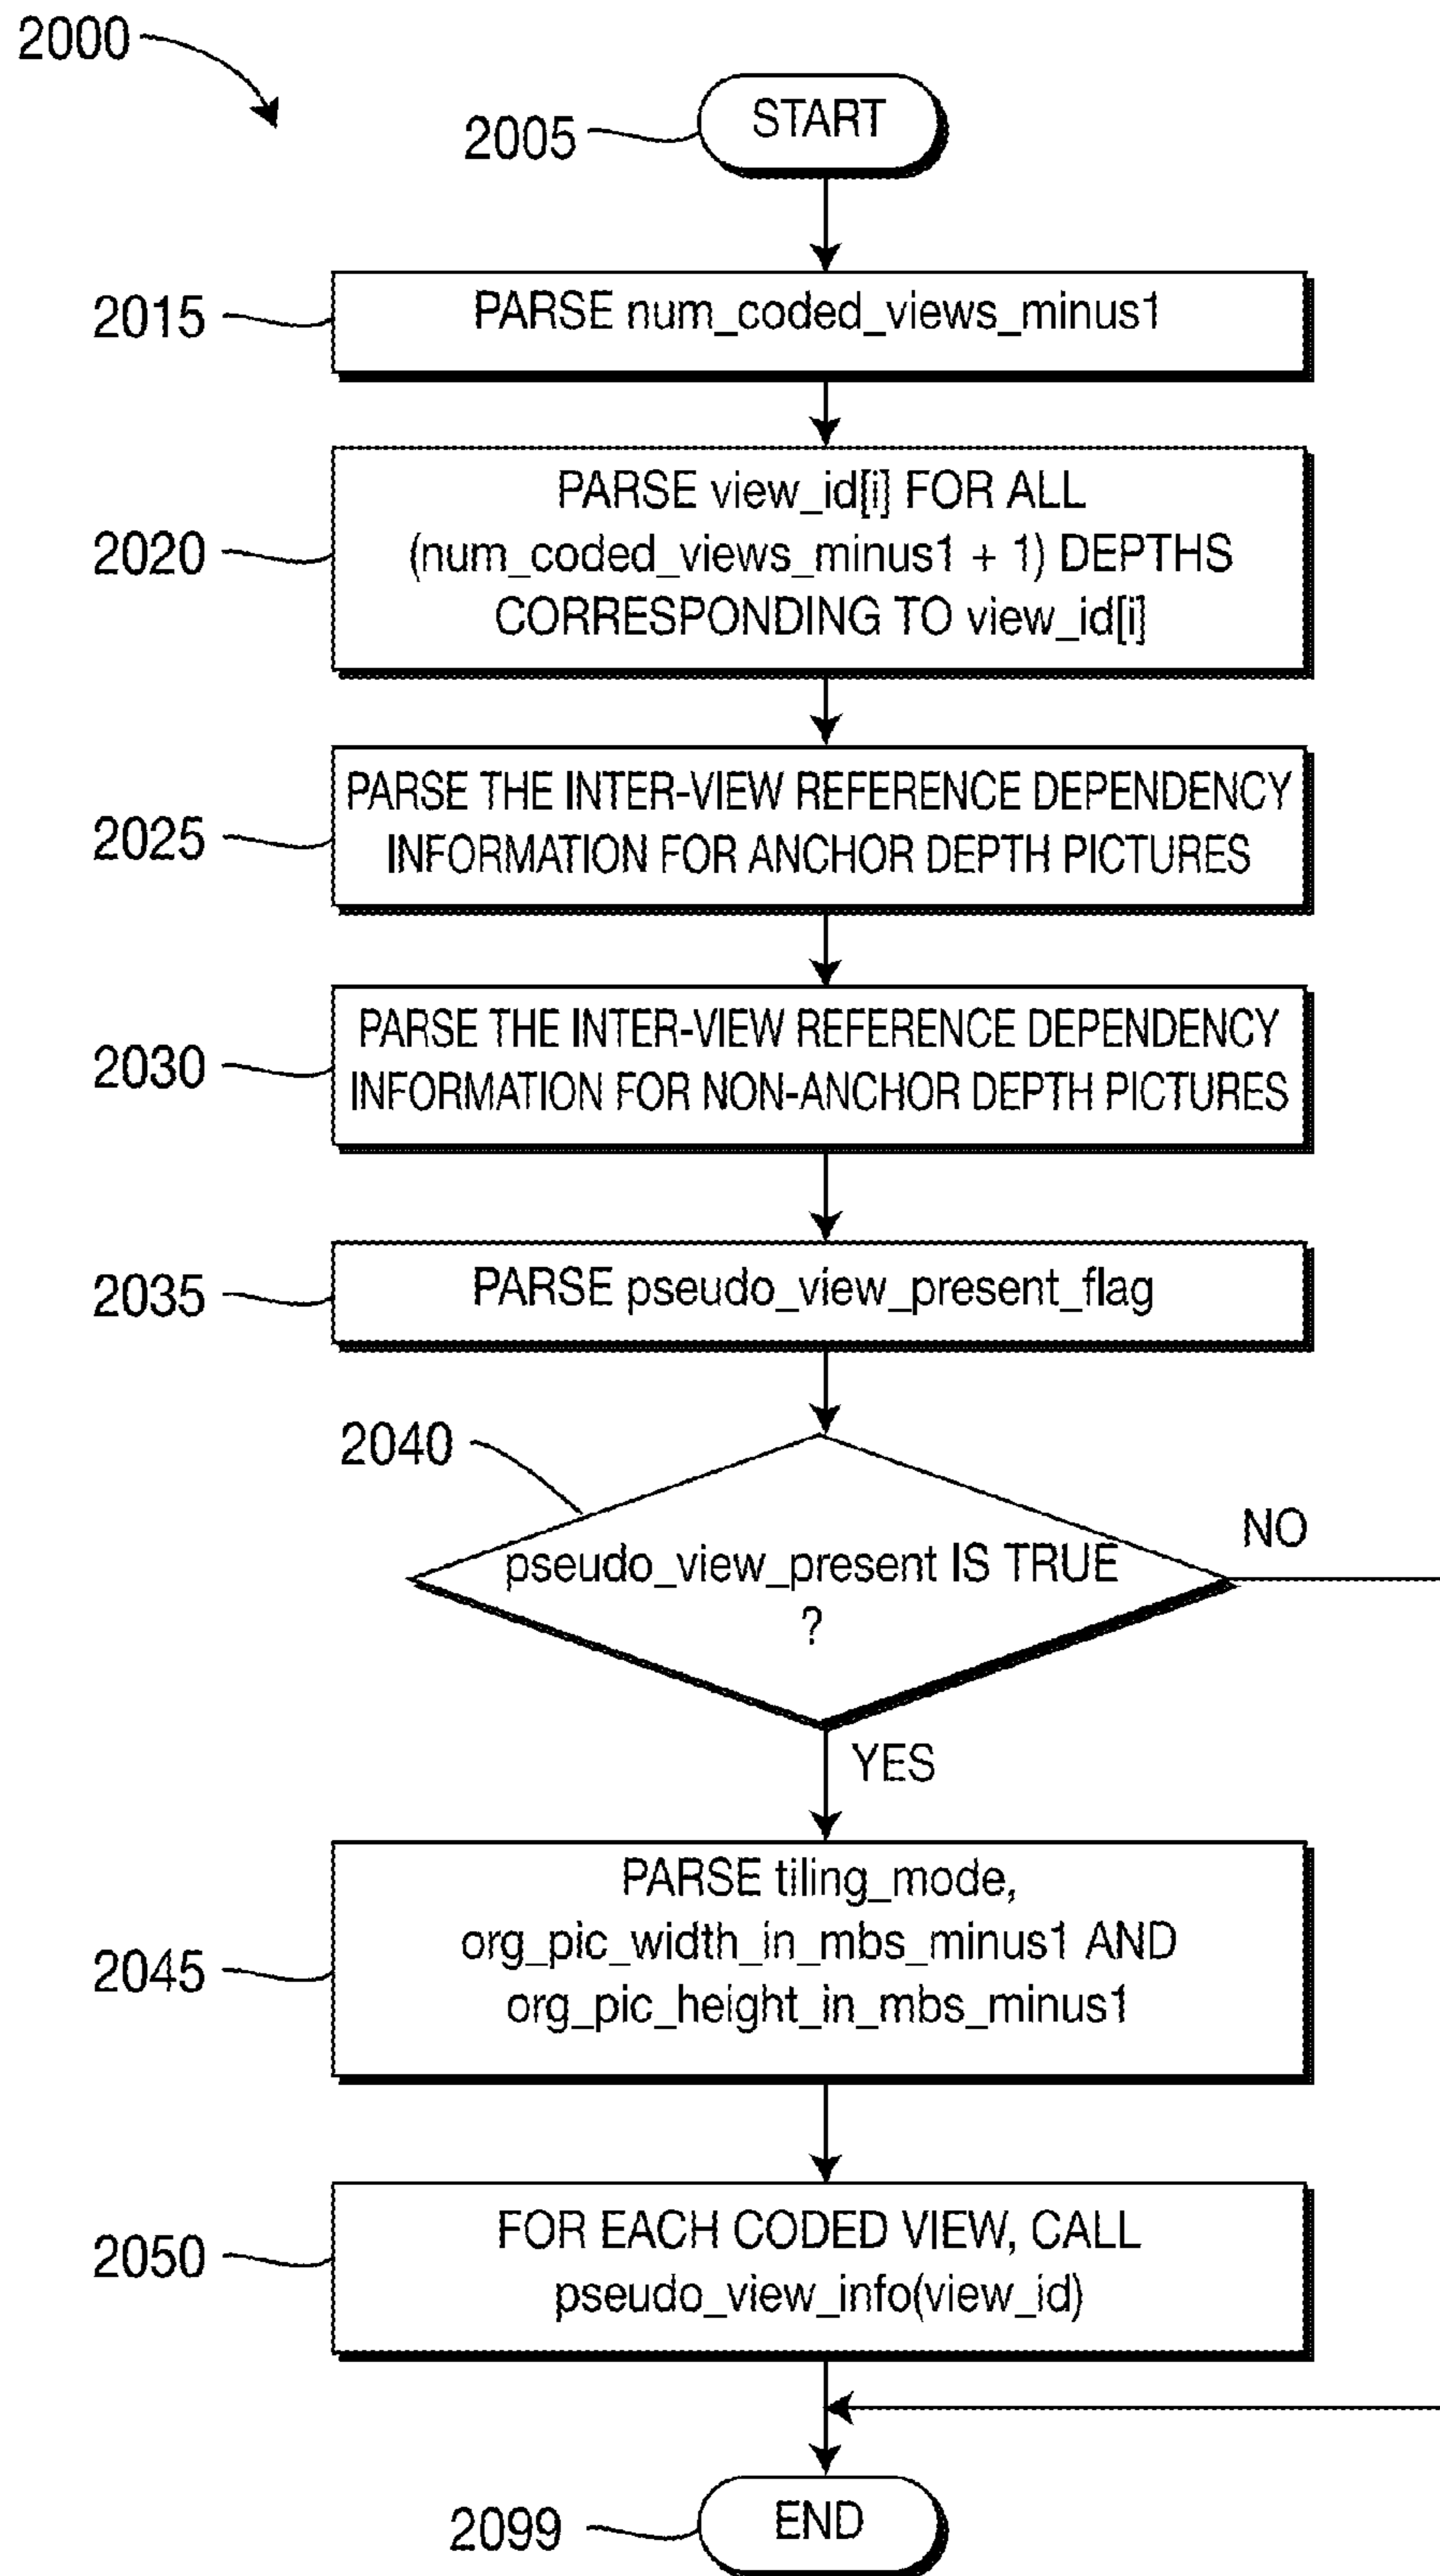 2000
2005
START
2015
PARSE num_coded_views_minus1
2020
PARSE view_id[i] FOR ALL
(num_coded_views_minus1 + 1) DEPTHS
CORRESPONDING TO view_id[i]
2025
PARSE THE INTER-VIEW REFERENCE DEPENDENCY
INFORMATION FOR ANCHOR DEPTH PICTURES
2030
PARSE THE INTER-VIEW REFERENCE DEPENDENCY
INFORMATION FOR NON-ANCHOR DEPTH PICTURES
2035
PARSE pseudo_view_present_flag
2040
pseudo_view_present IS TRUE
?
NO
YES
2045
PARSE tiling_mode,
org_pic_width_in_mbs_minus1 AND
org_pic_height_in_mbs_minus1
2050
FOR EACH CODED VIEW, CALL
pseudo_view_info(view_id)
2099
END